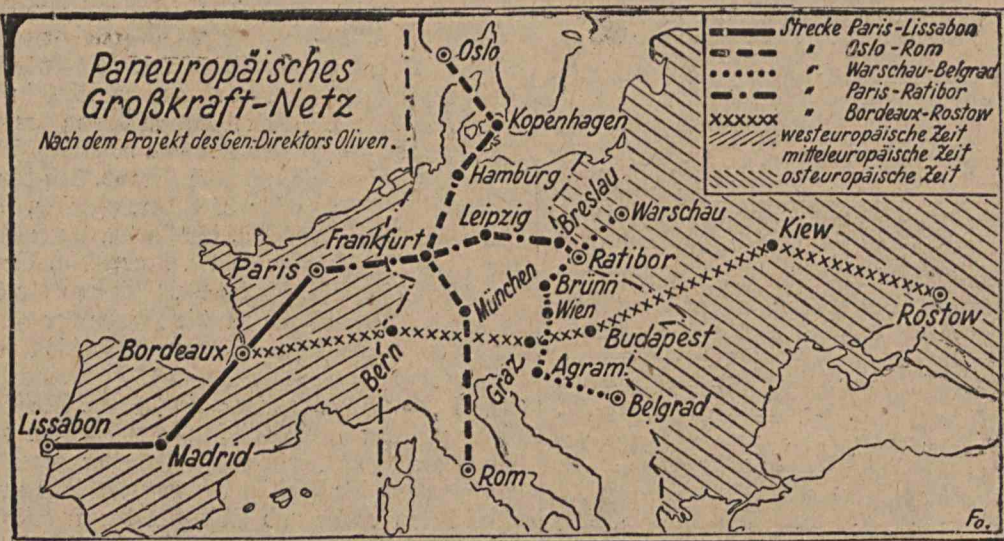 Paneuropäisches
Großkraft-Netz
Nach dem Projekt des Gen:Direktors Oliven.
Strecke Paris-Lissabon
" Oslo-Rom
" Warschau-Belgrad
" Paris-Ratibor
" Bordeaux-Rostow
westeuropäische Zeit
mitteleuropäische Zeit
osteuropäische Zeit
Oslo
Kopenhagen
Hamburg
Breslau
Warschau
Leipzig
Kiew
Frankfurt
Ratibor
Paris
Brünn
München
Wien
Rostow
Budapest
Bordeaux
Bern
Graz
Agram
Belgrad
Lissabon
Madrid
Rom
Fo.